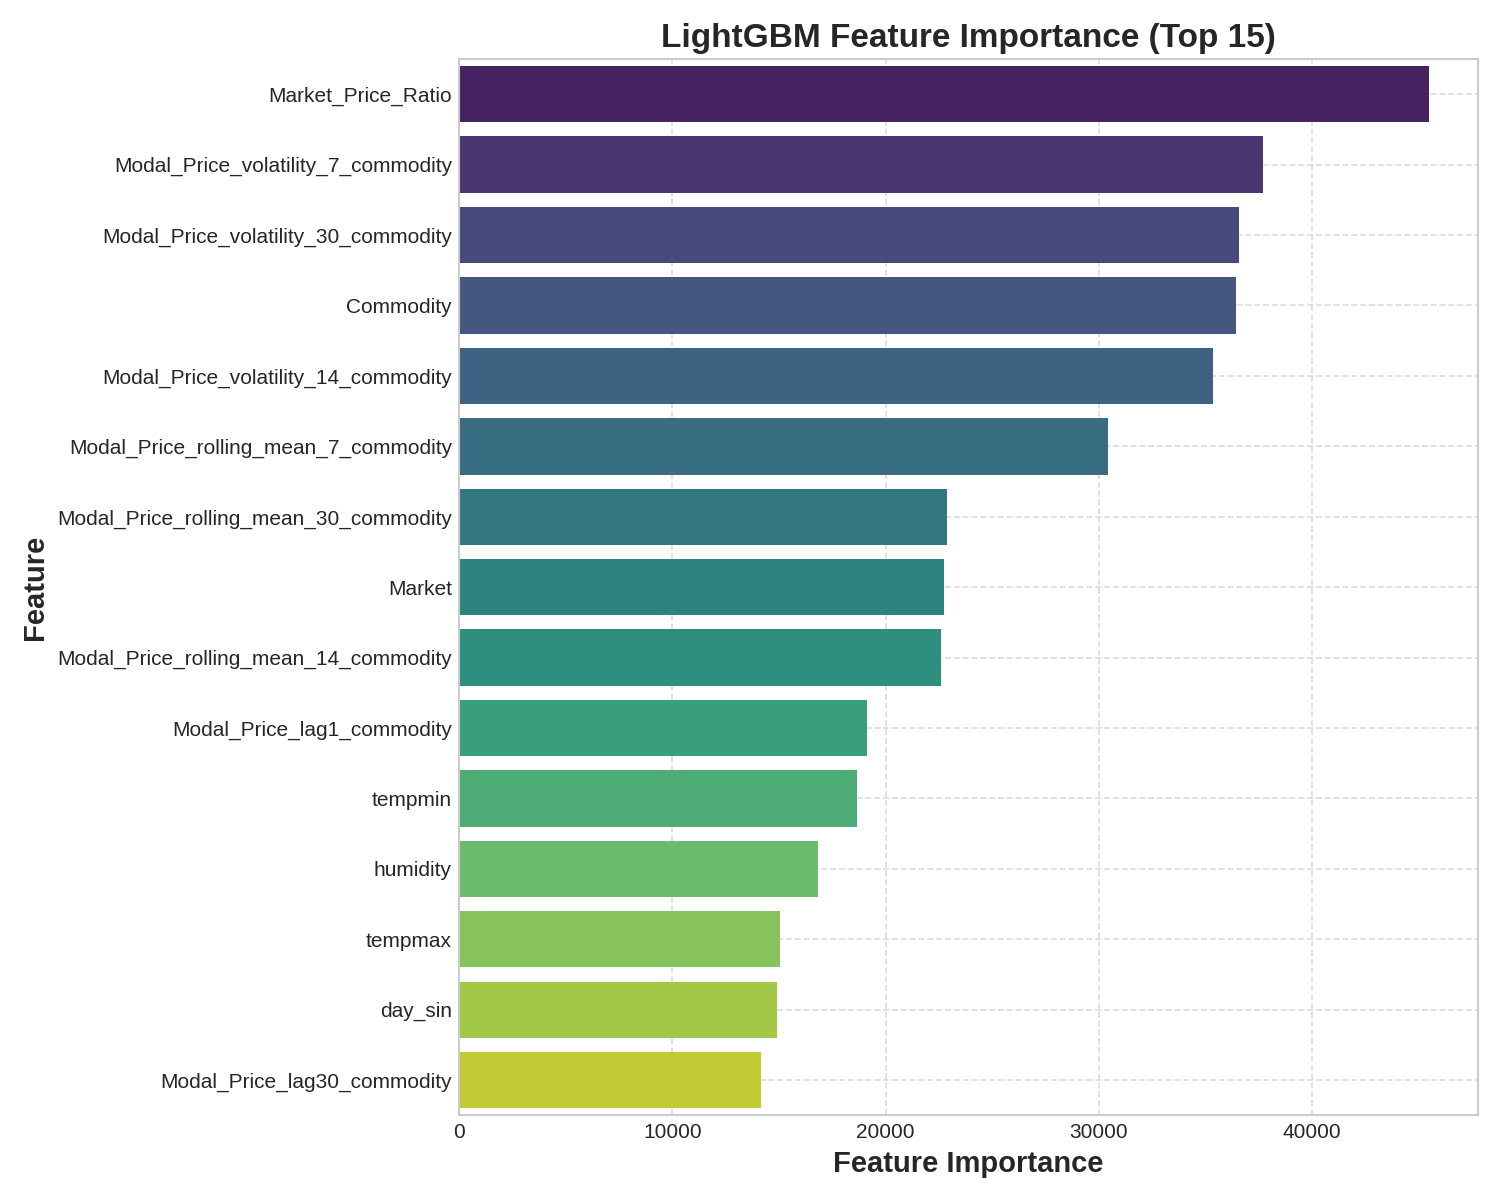 LightGBM Feature Importance (Top 15)
Feature
Market_Price_Ratio
Modal_Price_volatility_7_commodity
Modal_Price_volatility_30_commodity
Commodity
Modal_Price_volatility_14_commodity
Modal_Price_rolling_mean_7_commodity
Modal_Price_rolling_mean_30_commodity
Market
Modal_Price_rolling_mean_14_commodity
Modal_Price_lag1_commodity
tempmin
humidity
tempmax
day_sin
Modal_Price_lag30_commodity
0 10000 20000 30000 40000
Feature Importance